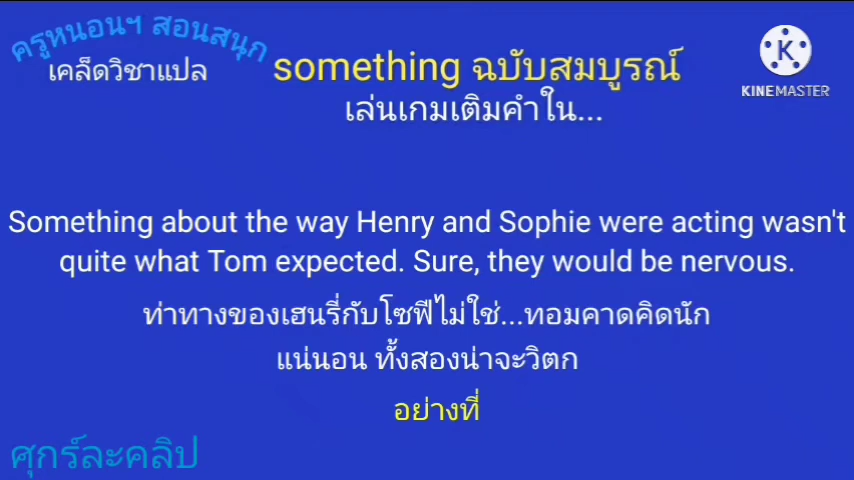 ครูหนอนฯ สอนสนุก
เคล็ดวิชาแปล
something ฉบับสมบูรณ์
เล่นเกมเติมคำใน...
KINEMASTER
Something about the way Henry and Sophie were acting wasn't
quite what Tom expected. Sure, they would be nervous.
ท่าทางของเฮนรี่กับโซฟีไม่ใช่...ทอมคาดคิดนัก
แน่นอน ทั้งสองน่าจะวิตก
อย่างที่
ศุกร์ละคลิป